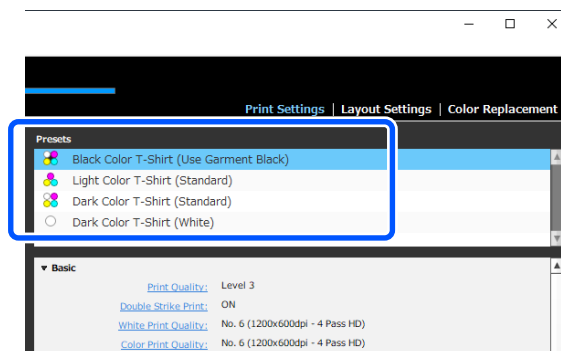 Print Settings | Layout Settings | Color Replacement
Presets
Black Color T-Shirt (Use Garment Black)
Light Color T-Shirt (Standard)
Dark Color T-Shirt (Standard)
Dark Color T-Shirt (White)
▼ Basic
Print Quality: Level 3
Double Strike Print: ON
White Print Quality: No. 6 (1200x600dpi - 4 Pass HD)
Color Print Quality: No. 6 (1200x600dpi - 4 Pass HD)